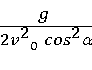 g
2v²₀ cos²α